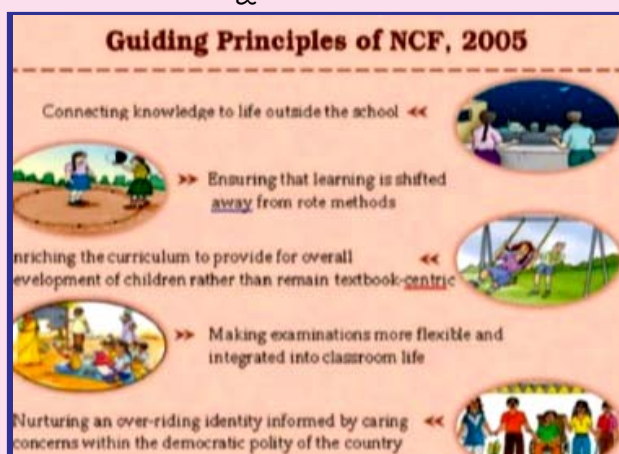 Guiding Principles of NCF, 2005
Connecting knowledge to life outside the school <<
>> Ensuring that learning is shifted
away from rote methods
nriching the curriculum to provide for overall <<
evelopment of children rather than remain textbook-centric
>> Making examinations more flexible and
integrated into classroom life
Nurturing an over-riding identity informed by caring <<
concerns within the democratic polity of the country